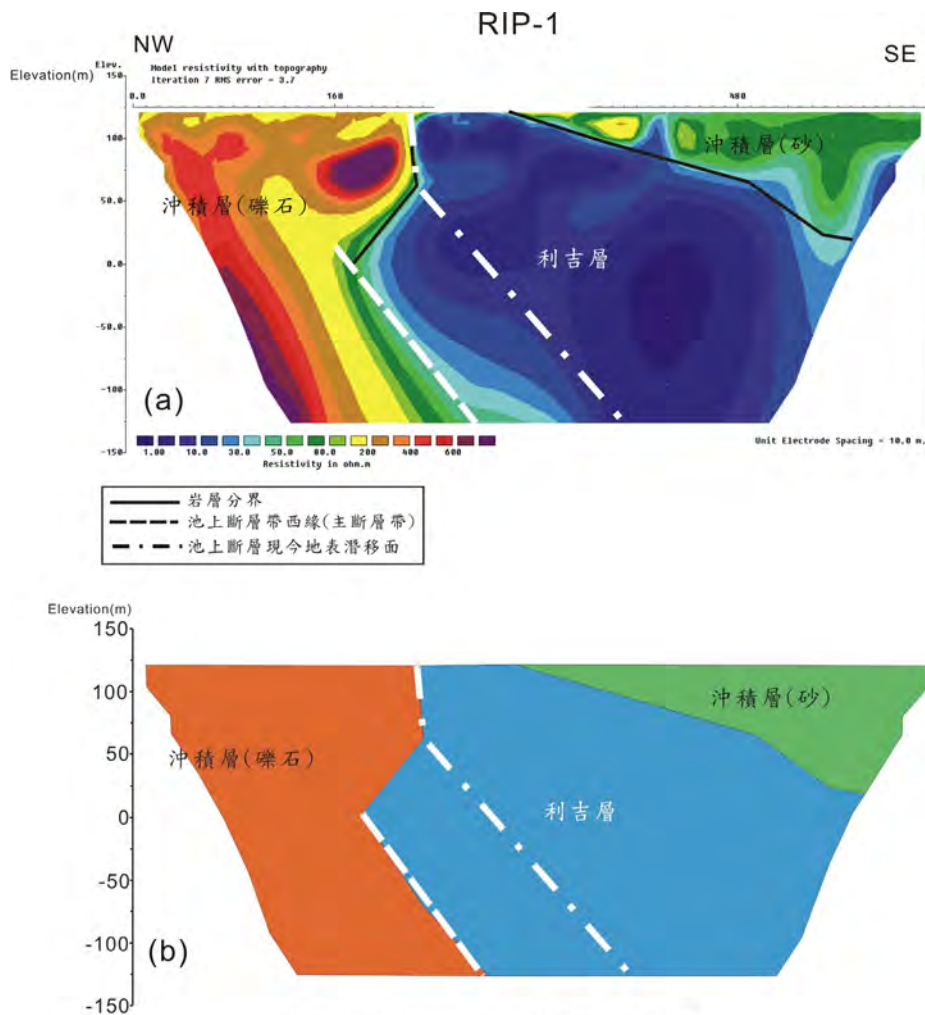 RIP-1
NW
SE
Elevation(m)
Elev.
Model resistivity with topography
Iteration 7 RMS error = 3.7
0.0
160
480
150
100
50.0
0.0
-50.0
-100
-150
沖積層(砂)
沖積層(礫石)
利吉層
(a)
1.00 10.0 30.0 50.0 80.0 200 400 600
Resistivity in ohm.m
Unit Electrode Spacing = 10.0 m.
岩層分界
池上斷層帶西緣(主斷層帶)
池上斷層現今地表潛移面
Elevation(m)
150
100
50
0
-50
-100
-150
沖積層(砂)
沖積層(礫石)
利吉層
(b)